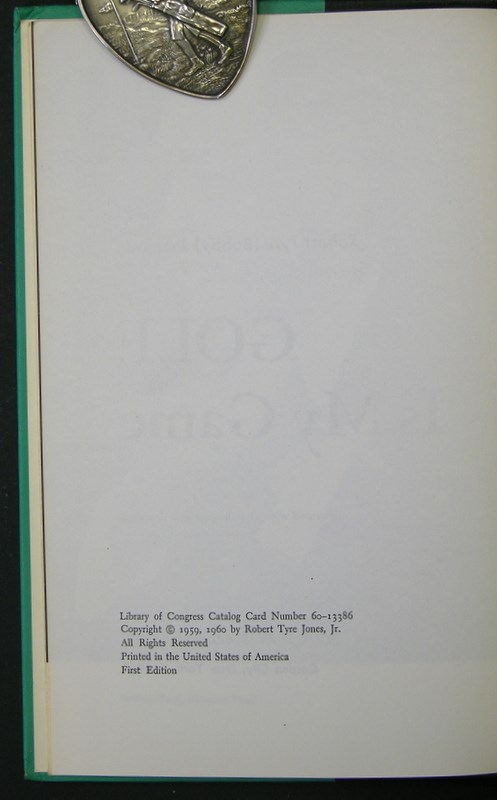 Library of Congress Catalog Card Number 60–13386
Copyright © 1959, 1960 by Robert Tyre Jones, Jr.
All Rights Reserved
Printed in the United States of America
First Edition